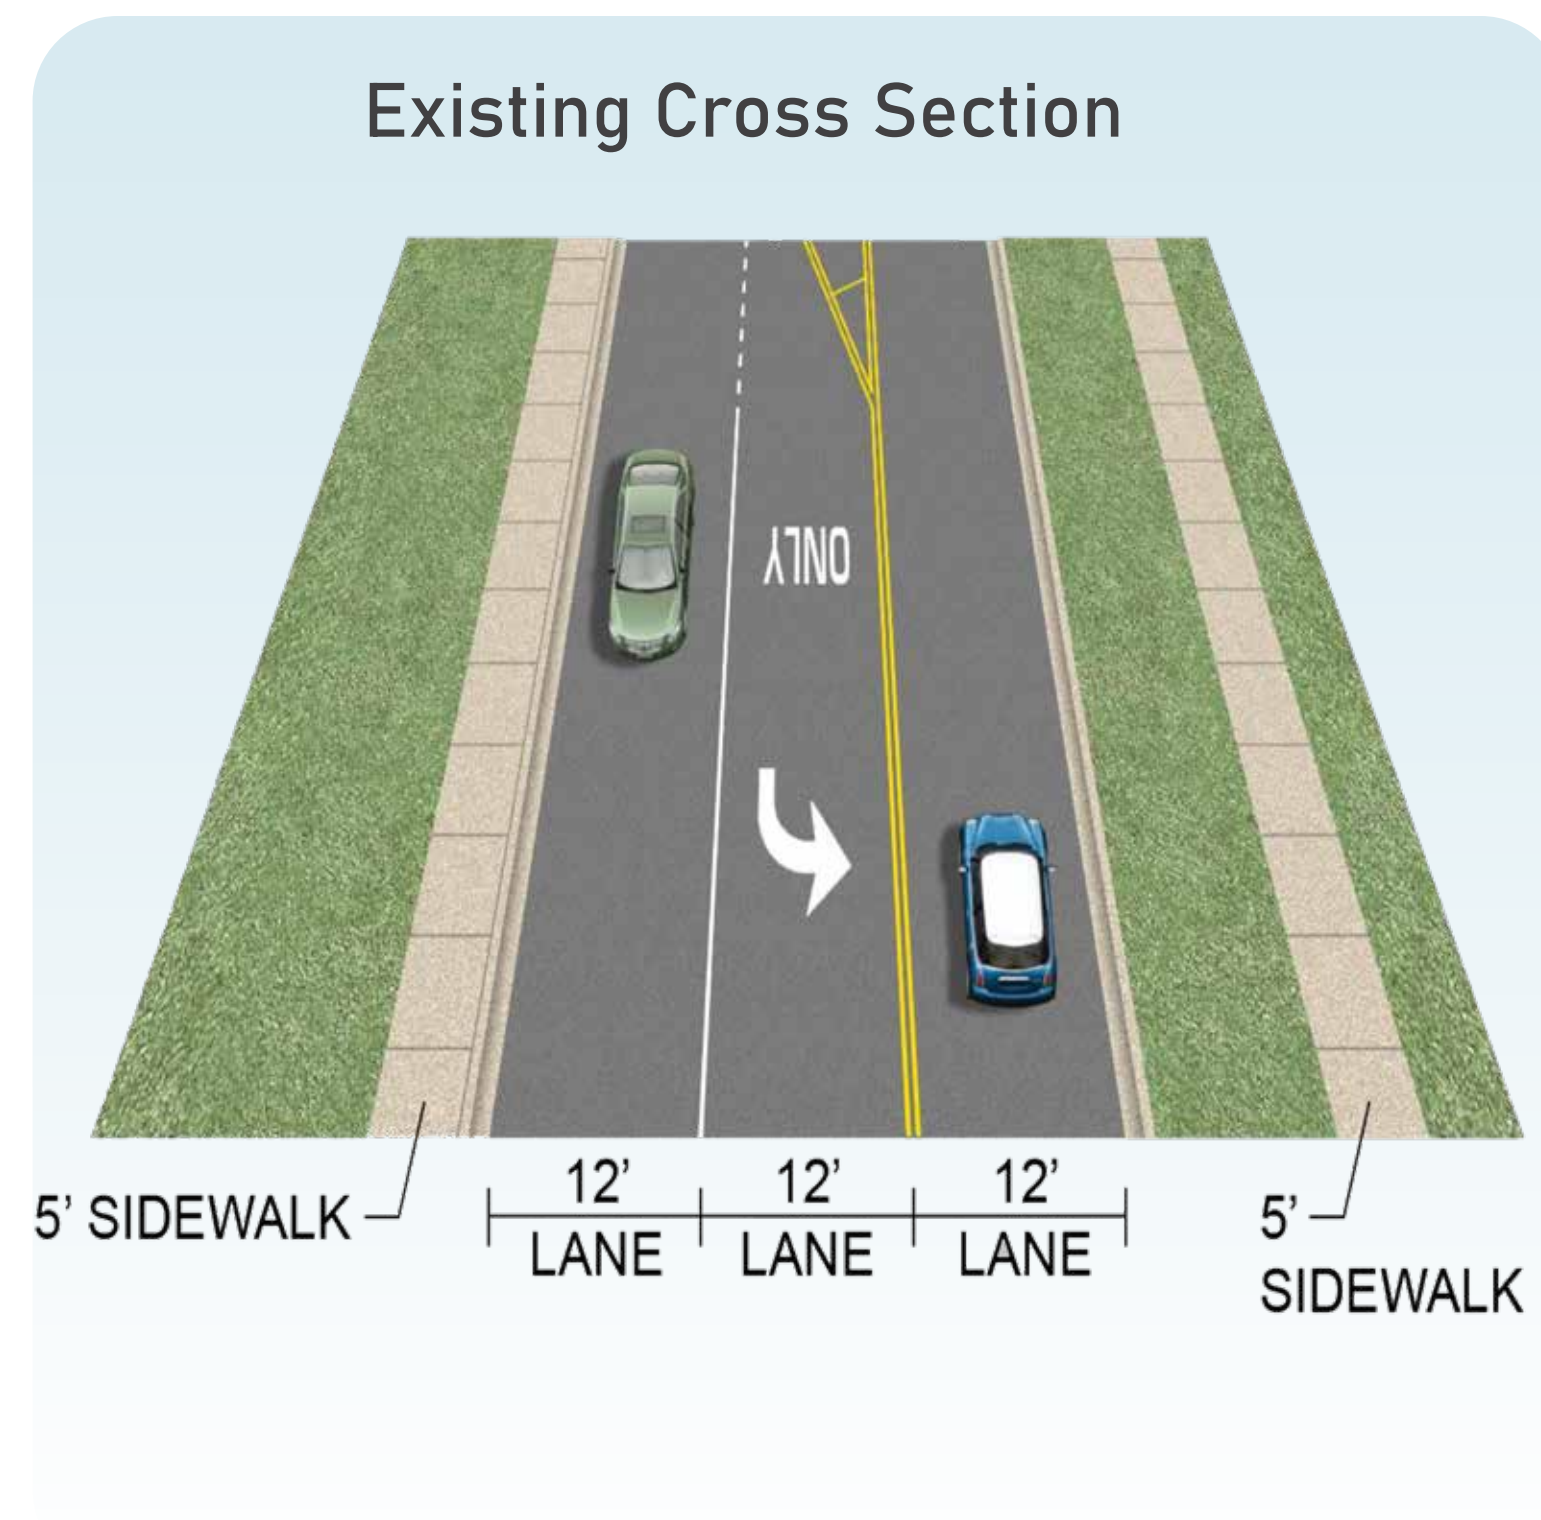 Existing Cross Section
ONLY
12’ 12’ 12’
5’ SIDEWALK
LANE LANE LANE
5’
SIDEWALK